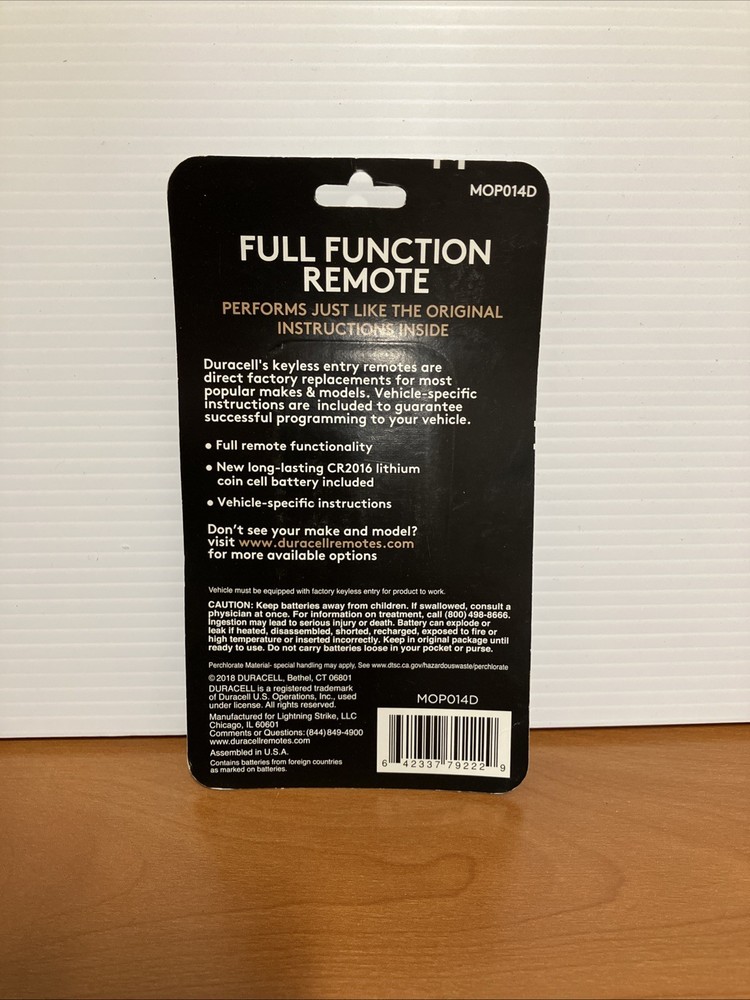 MOP014D
FULL FUNCTION
REMOTE
PERFORMS JUST LIKE THE ORIGINAL
INSTRUCTIONS INSIDE
Duracell's keyless entry remotes are
direct factory replacements for most
popular makes & models. Vehicle-specific
instructions are included to guarantee
successful programming to your vehicle.
• Full remote functionality
• New long-lasting CR2016 lithium
coin cell battery included
• Vehicle-specific instructions
Don't see your make and model?
visit www.duracellremotes.com
for more available options
Vehicle must be equipped with factory keyless entry for product to work.
CAUTION: Keep batteries away from children. If swallowed, consult a
physician at once. For information on treatment, call (800) 498-8666.
Ingestion may lead to serious injury or death. Battery can explode or
leak if heated, disassembled, shorted, recharged, exposed to fire or
high temperature or inserted incorrectly. Keep in original package until
ready to use. Do not carry batteries loose in your pocket or purse.
Perchlorate Material- special handling may apply, See www.dtsc.ca.gov/hazardouswaste/perchlorate
© 2018 DURACELL, Bethel, CT 06801
DURACELL is a registered trademark
of Duracell U.S. Operations, Inc., used
under license. All rights reserved.
Manufactured for Lightning Strike, LLC
Chicago, IL 60601
Comments or Questions: (844) 849-4900
www.duracellremotes.com
Assembled in U.S.A.
Contains batteries from foreign countries
as marked on batteries.
MOP014D
6 42337 79222 9